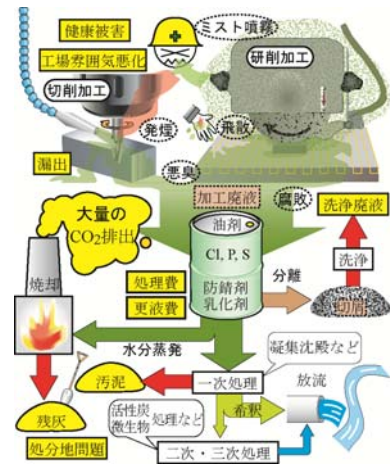 健康被害
工場雰囲気悪化
ミスト噴霧
研削加工
切削加工
発煙
飛散
漏出
悪臭
加工廃液
腐敗
洗浄廃液
大量の
CO2排出
油剤
Cl, P, S
防錆剤
乳化剤
洗浄
焼却
処理費
更液費
分離
切屑
水分蒸発
凝集沈殿など
汚泥
一次処理
放流
希釈
残灰
活性炭
微生物
処理など
処分地問題
二次・三次処理